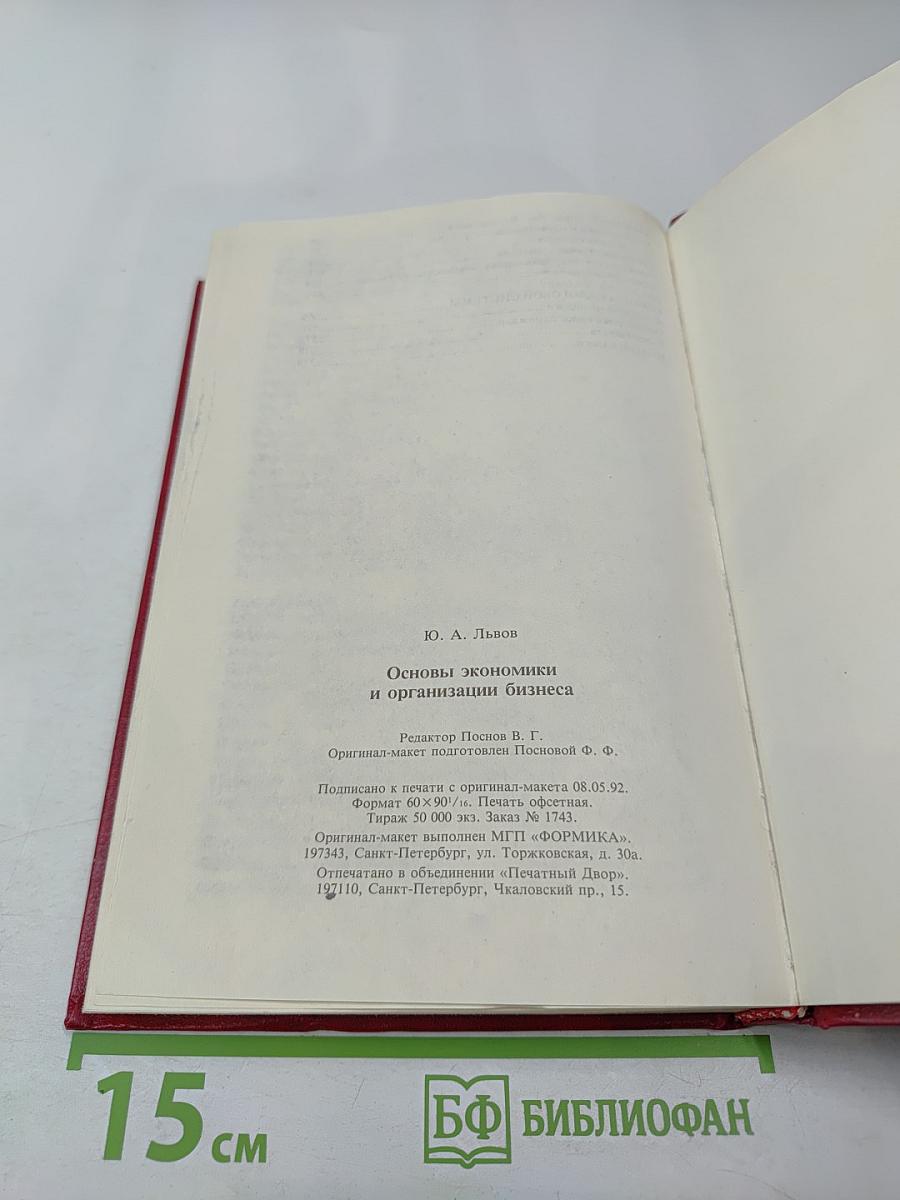 Ю. А. Львов
Основы экономики
и организации бизнеса
Редактор Поснов В. Г.
Оригинал-макет подготовлен Посновой Ф. Ф.
Подписано к печати с оригинал-макета 08.05.92.
Формат 60×90¹/₁₆. Печать офсетная.
Тираж 50 000 экз. Заказ № 1743.
Оригинал-макет выполнен МГП «ФОРМИКА».
197343, Санкт-Петербург, ул. Торжковская, д. 30а.
Отпечатано в объединении «Печатный Двор».
197110, Санкт-Петербург, Чкаловский пр., 15.
15 см
БФ БИБЛИОФАН